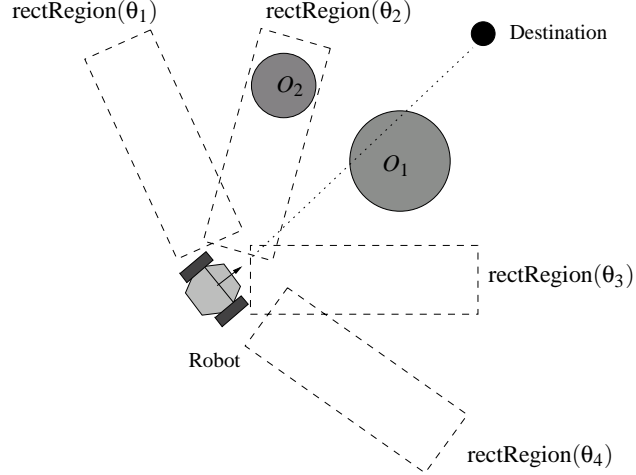 rectRegion(θ1)
rectRegion(θ2)
Destination
O2
O1
rectRegion(θ3)
Robot
rectRegion(θ4)